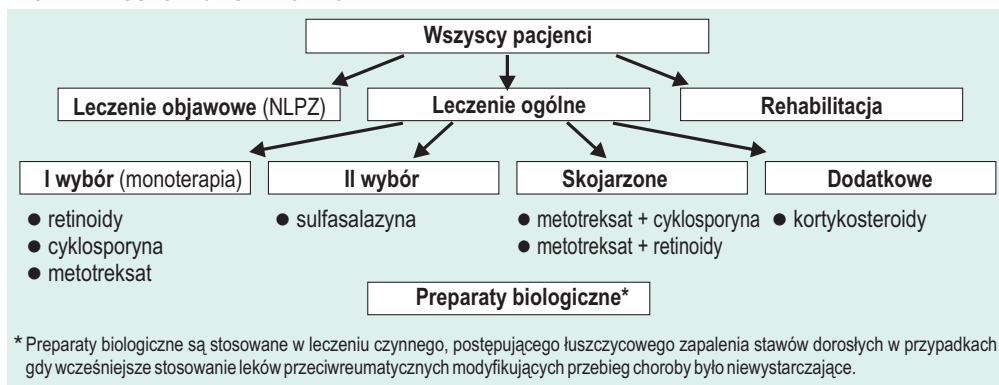 Wszyscy pacjenci
Leczenie objawowe (NLPZ)
Leczenie ogólne
Rehabilitacja
I wybór (monoterapia)
II wybór
Skojarzone
Dodatkowe
● retinoidy
● cyklosporyna
● metotreksat
● sulfasalazyna
● metotreksat + cyklosporyna
● metotreksat + retinoidy
● kortykosteroidy
Preparaty biologiczne*
* Preparaty biologiczne są stosowane w leczeniu czynnego, postępującego łuszczycowego zapalenia stawów dorosłych w przypadkach
gdy wcześniejsze stosowanie leków przeciwreumatycznych modyfikujących przebieg choroby było niewystarczające.